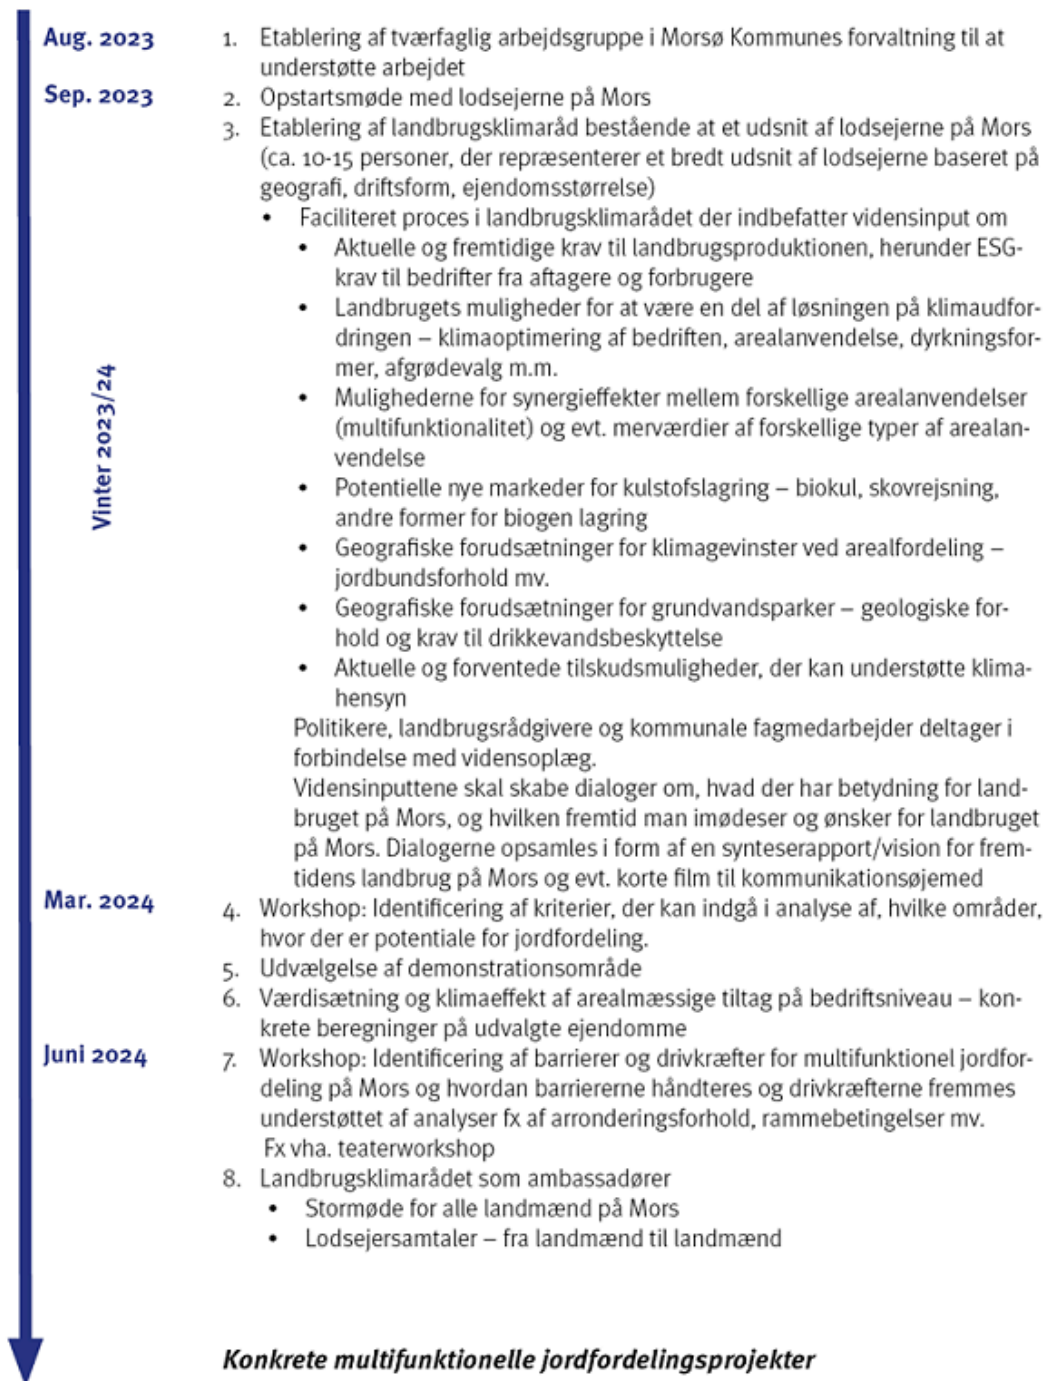 Aug. 2023
1. Etablering af tværfaglig arbejdsgruppe i Morsø Kommunes forvaltning til at
understøtte arbejdet
Sep. 2023
2. Opstartsmøde med lodsejerne på Mors
3. Etablering af landbrugsklimaråd bestående at et udsnit af lodsejerne på Mors
(ca. 10-15 personer, der repræsenterer et bredt udsnit af lodsejerne baseret på
geografi, driftsform, ejendomsstørrelse)
• Faciliteret proces i landbrugsklimarådet der indbefatter vidensinput om
• Aktuelle og fremtidige krav til landbrugsproduktionen, herunder ESG-
krav til bedrifter fra aftagere og forbrugere
• Landbrugets muligheder for at være en del af løsningen på klimaudfor-
dringen – klimaoptimering af bedriften, arealanvendelse, dyrkningsfor-
mer, afgrødevalg m.m.
Vinter 2023/24
• Mulighederne for synergieffekter mellem forskellige arealanvendelser
(multifunktionalitet) og evt. merværdier af forskellige typer af arealan-
vendelse
• Potentielle nye markeder for kulstofslagring – biokul, skovrejsning,
andre former for biogen lagring
• Geografiske forudsætninger for klimagevinster ved arealfordeling –
jordbundsforhold mv.
• Geografiske forudsætninger for grundvandsparker – geologiske for-
hold og krav til drikkevandsbeskyttelse
• Aktuelle og forventede tilskudsmuligheder, der kan understøtte klima-
hensyn
Politikere, landbrugsrådgivere og kommunale fagmedarbejder deltager i
forbindelse med vidensoplæg.
Vidensinputtene skal skabe dialoger om, hvad der har betydning for land-
bruget på Mors, og hvilken fremtid man imødeser og ønsker for landbruget
på Mors. Dialogerne opsamles i form af en synteserapport/vision for frem-
tidens landbrug på Mors og evt. korte film til kommunikationsøjemed
Mar. 2024
4. Workshop: Identificering af kriterier, der kan indgå i analyse af, hvilke områder,
hvor der er potentiale for jordfordeling.
5. Udvælgelse af demonstrationsområde
6. Værdisætning og klimaeffekt af arealmæssige tiltag på bedriftsniveau – kon-
krete beregninger på udvalgte ejendomme
Juni 2024
7. Workshop: Identificering af barrierer og drivkræfter for multifunktionel jordfor-
deling på Mors og hvordan barriererne håndteres og drivkræfterne fremmes
understøttet af analyser fx af arronderingsforhold, rammebetingelser mv.
Fx vha. teaterworkshop
8. Landbrugsklimarådet som ambassadører
• Stormøde for alle landmænd på Mors
• Lodsejersamtaler – fra landmænd til landmænd
Konkrete multifunktionelle jordfordelingsprojekter